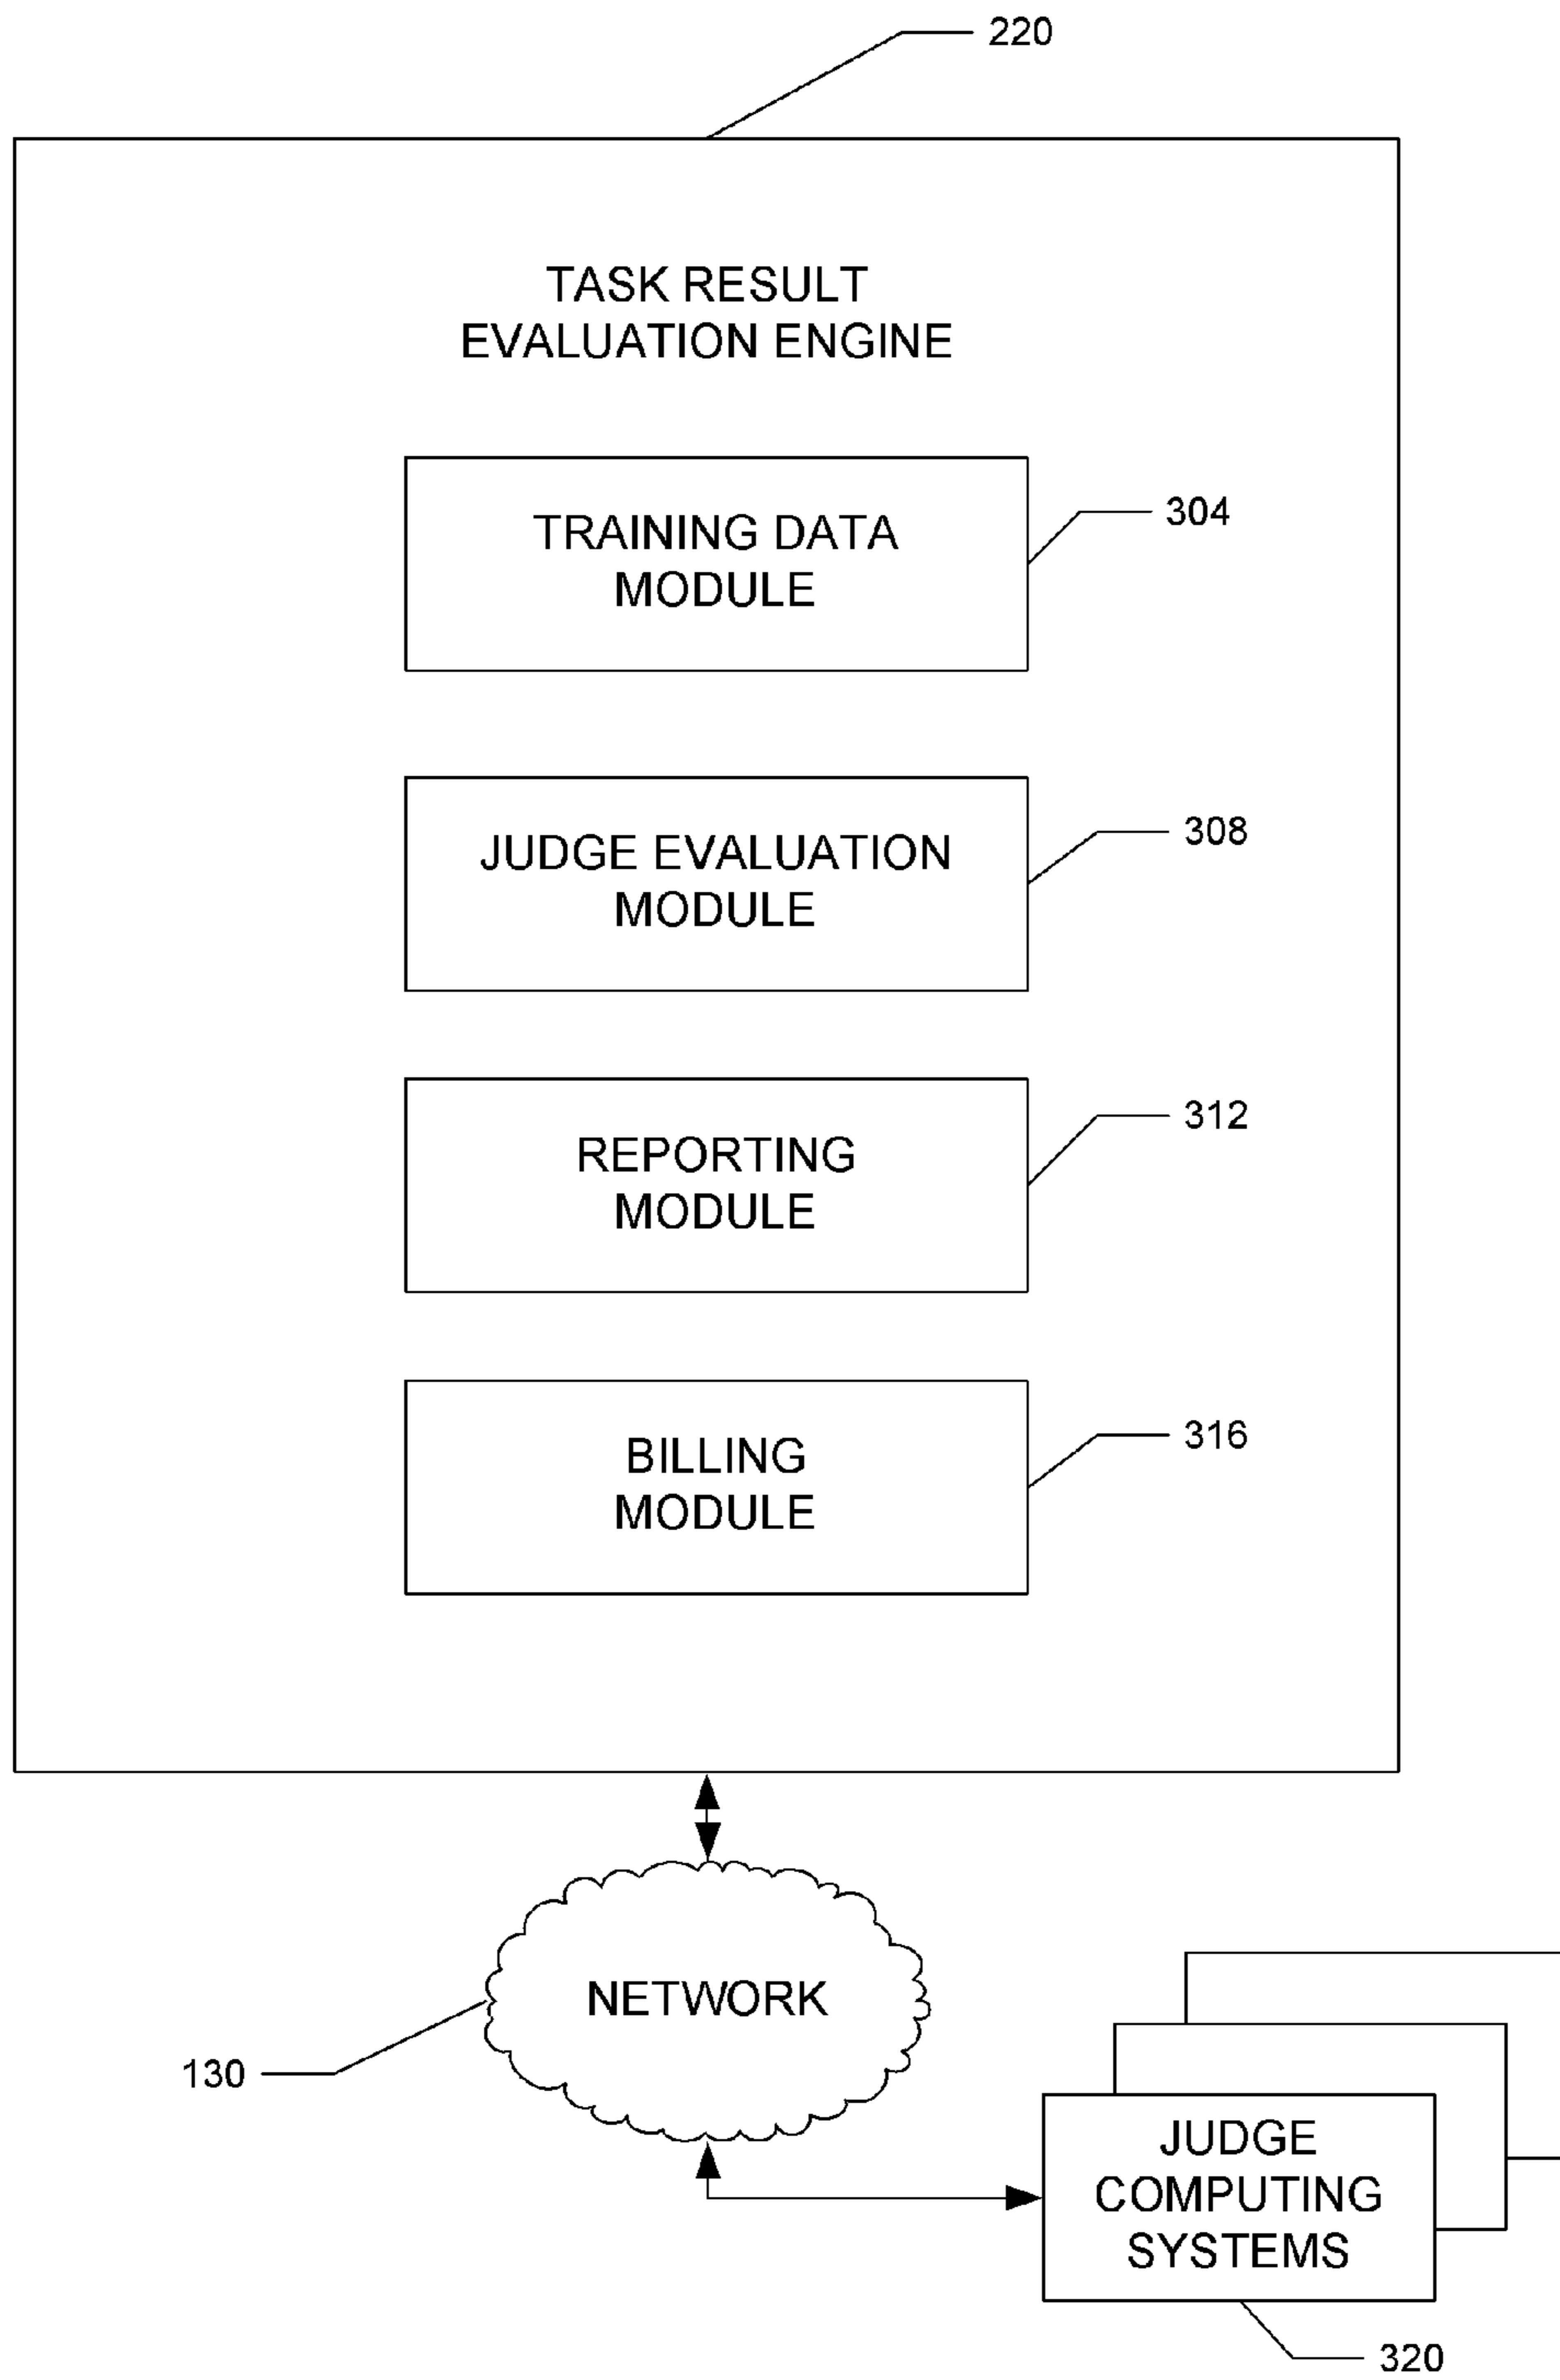 220
TASK RESULT
EVALUATION ENGINE
TRAINING DATA
MODULE
304
JUDGE EVALUATION
MODULE
308
REPORTING
MODULE
312
BILLING
MODULE
316
NETWORK
130
JUDGE
COMPUTING
SYSTEMS
320